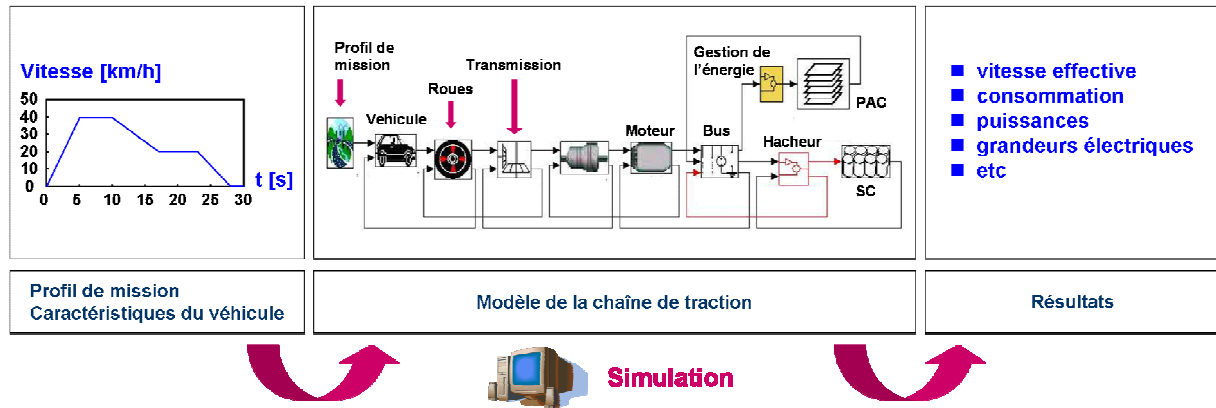 Vitesse [km/h]
50
40
30
20
10
0
0 5 10 15 20 25 30
t [s]
Profil de
mission
Roues
Transmission
Vehicule
Moteur
Bus
Gestion de
l'énergie
PAC
Hacheur
SC
vitesse effective
consommation
puissances
grandeurs électriques
etc
Profil de mission
Caractéristiques du véhicule
Modèle de la chaîne de traction
Résultats
Simulation